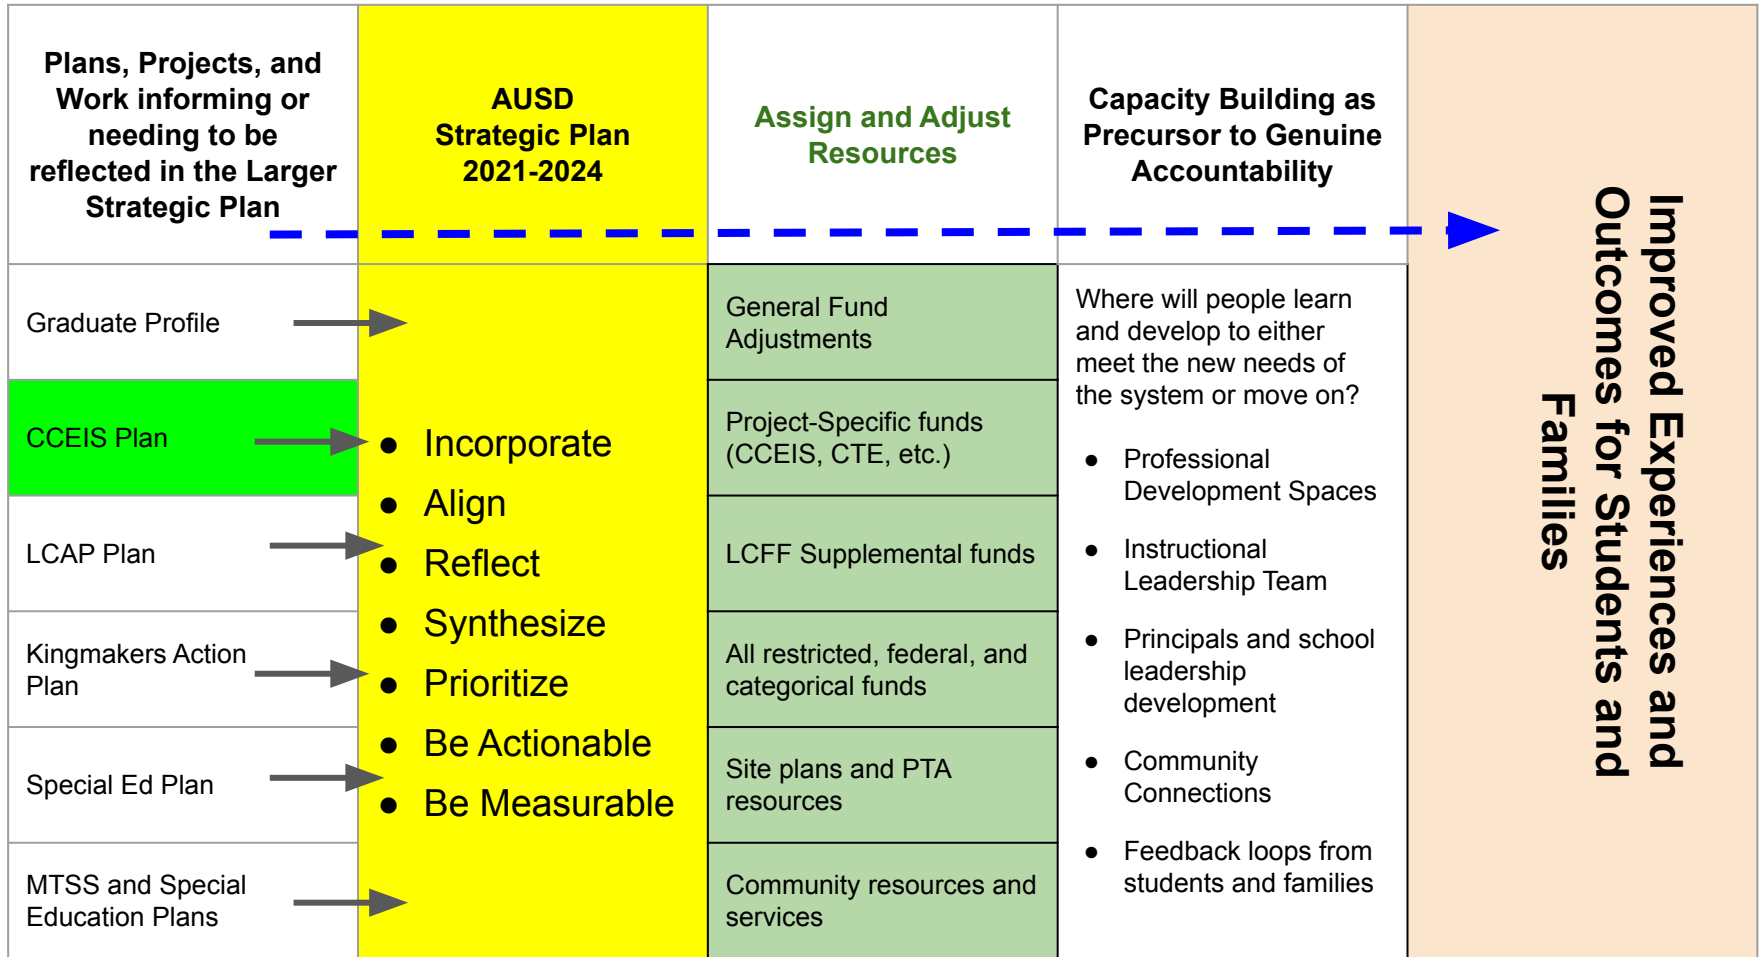 Plans, Projects, and
Work informing or
needing to be
reflected in the Larger
Strategic Plan
AUSD
Strategic Plan
2021-2024
Assign and Adjust
Resources
Capacity Building as
Precursor to Genuine
Accountability
Improved Experiences and
Outcomes for Students and
Families
Graduate Profile
CCEIS Plan
LCAP Plan
Kingmakers Action
Plan
Special Ed Plan
MTSS and Special
Education Plans
● Incorporate
● Align
● Reflect
● Synthesize
● Prioritize
● Be Actionable
● Be Measurable
General Fund
Adjustments
Project-Specific funds
(CCEIS, CTE, etc.)
LCFF Supplemental funds
All restricted, federal, and
categorical funds
Site plans and PTA
resources
Community resources and
services
Where will people learn
and develop to either
meet the new needs of
the system or move on?
● Professional
Development Spaces
● Instructional
Leadership Team
● Principals and school
leadership
development
● Community
Connections
● Feedback loops from
students and families